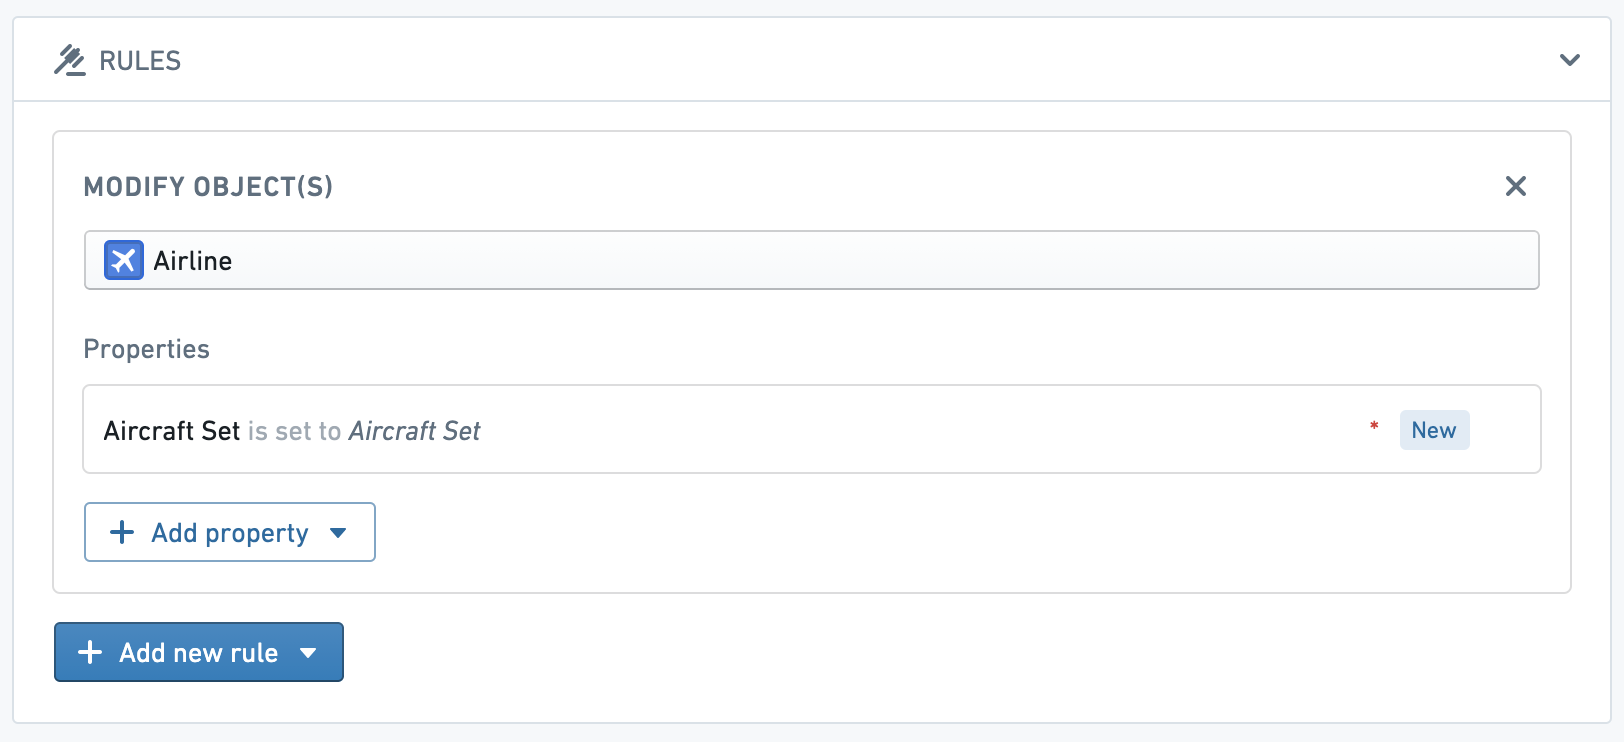 RULES
MODIFY OBJECT(S)
Airline
Properties
Aircraft Set is set to Aircraft Set * New
Add property
Add new rule